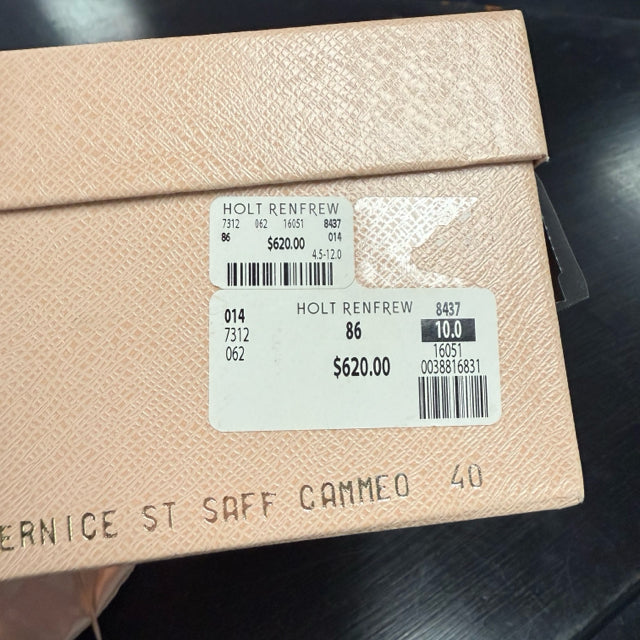 HOLT RENFREW
7312 062 16051 8437
86 $620.00 014
4.5-12.0
HOLT RENFREW 8437
014 86 10.0
7312 16051
062 $620.00 0038816831
ERNICE ST SAFF CAMMEO 40